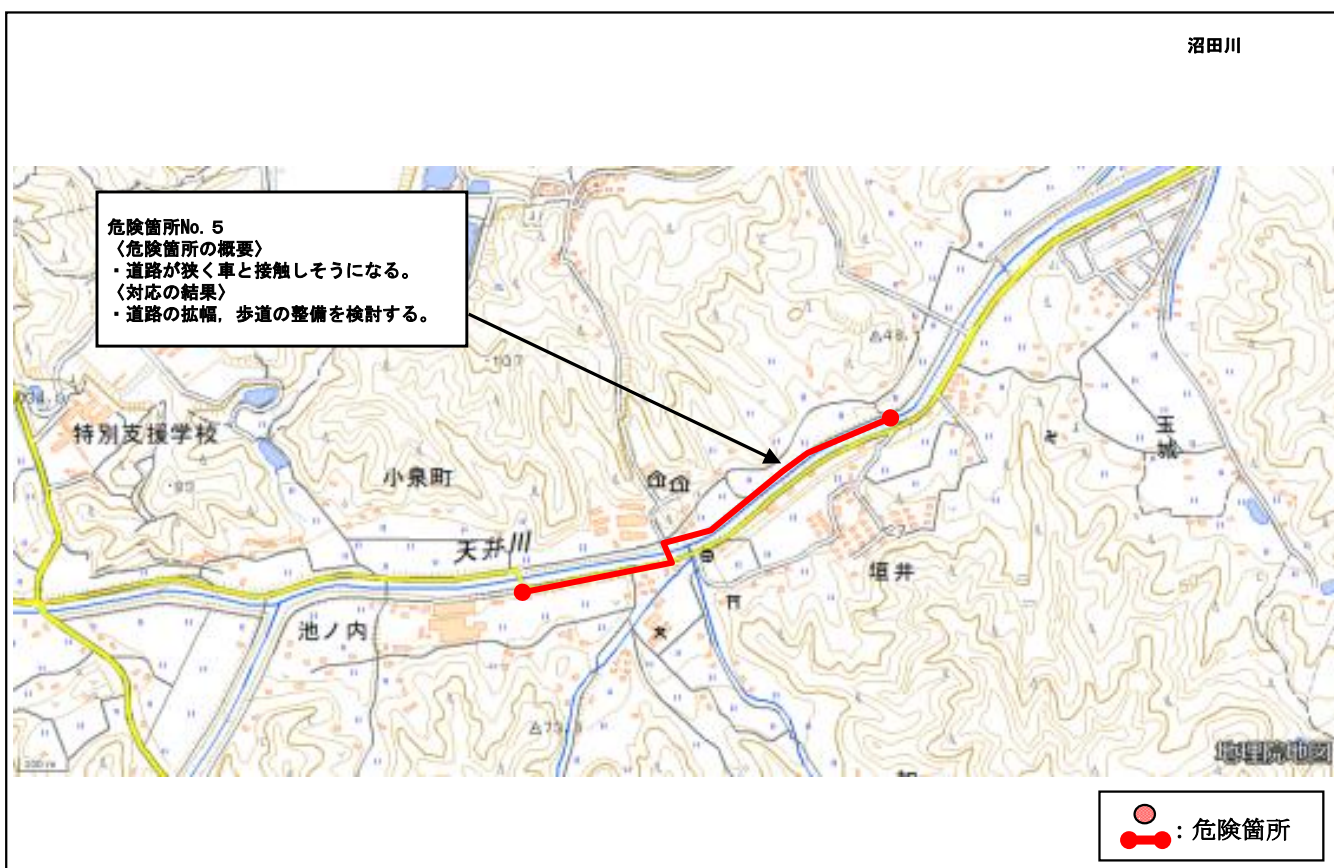 沼田川
危険箇所No. 5
〈危険箇所の概要〉
・道路が狭く車と接触しそうになる。
〈対応の結果〉
・道路の拡幅，歩道の整備を検討する。
・107
特別支援学校
小泉町
天井川
玉城
垣井
池ノ内
地理院地図
：危険箇所